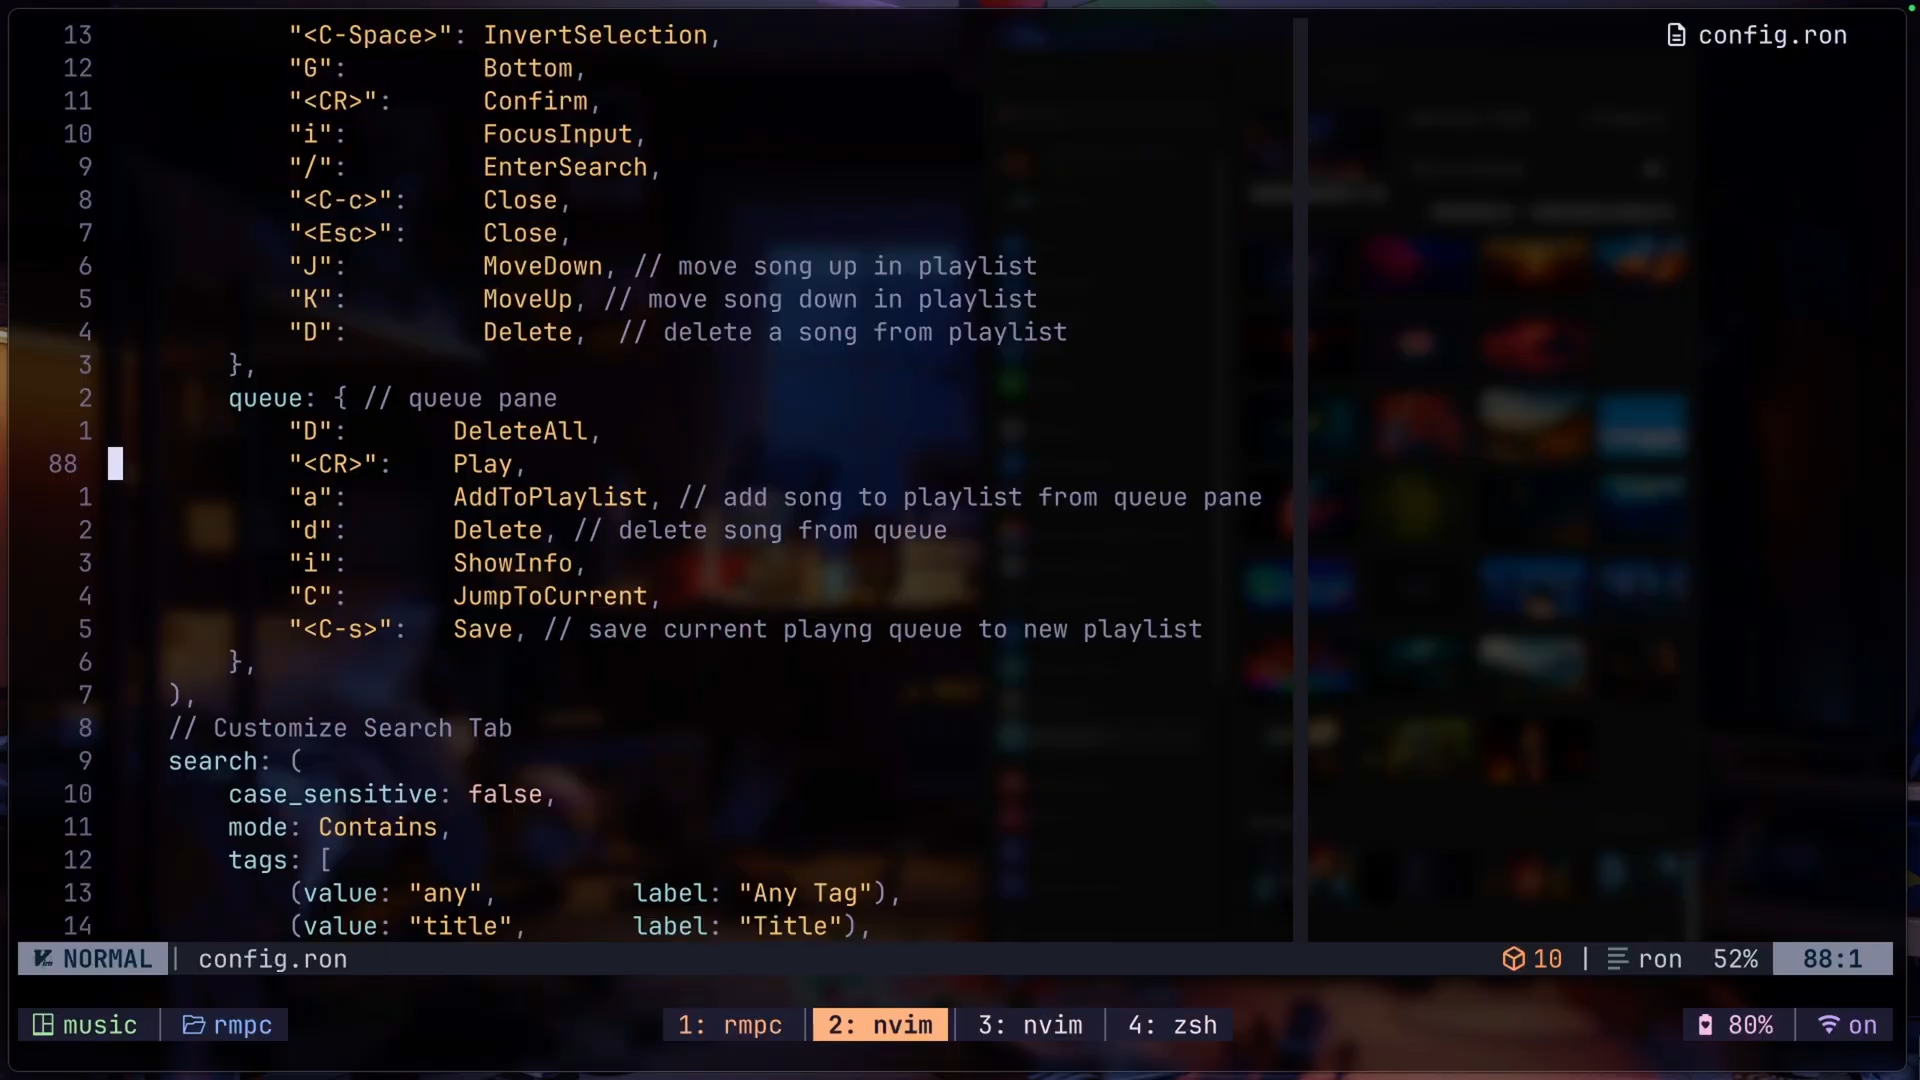 config.ron
13 "<C-Space>": InvertSelection,
12 "G": Bottom,
11 "<CR>": Confirm,
10 "i": FocusInput,
9 "/": EnterSearch,
8 "<C-c>": Close,
7 "<Esc>": Close,
6 "J": MoveDown, // move song up in playlist
5 "K": MoveUp, // move song down in playlist
4 "D": Delete, // delete a song from playlist
3 },
2 queue: { // queue pane
1 "D": DeleteAll,
88 "<CR>": Play,
1 "a": AddToPlaylist, // add song to playlist from queue pane
2 "d": Delete, // delete song from queue
3 "i": ShowInfo,
4 "C": JumpToCurrent,
5 "<C-s>": Save, // save current playng queue to new playlist
6 },
7 ),
8 // Customize Search Tab
9 search: (
10 case_sensitive: false,
11 mode: Contains,
12 tags: [
13 (value: "any", label: "Any Tag"),
14 (value: "title", label: "Title"),
NORMAL | config.ron 10 | ron 52% 88:1
music | rmpc 1: rmpc | 2: nvim | 3: nvim | 4: zsh 80% | on